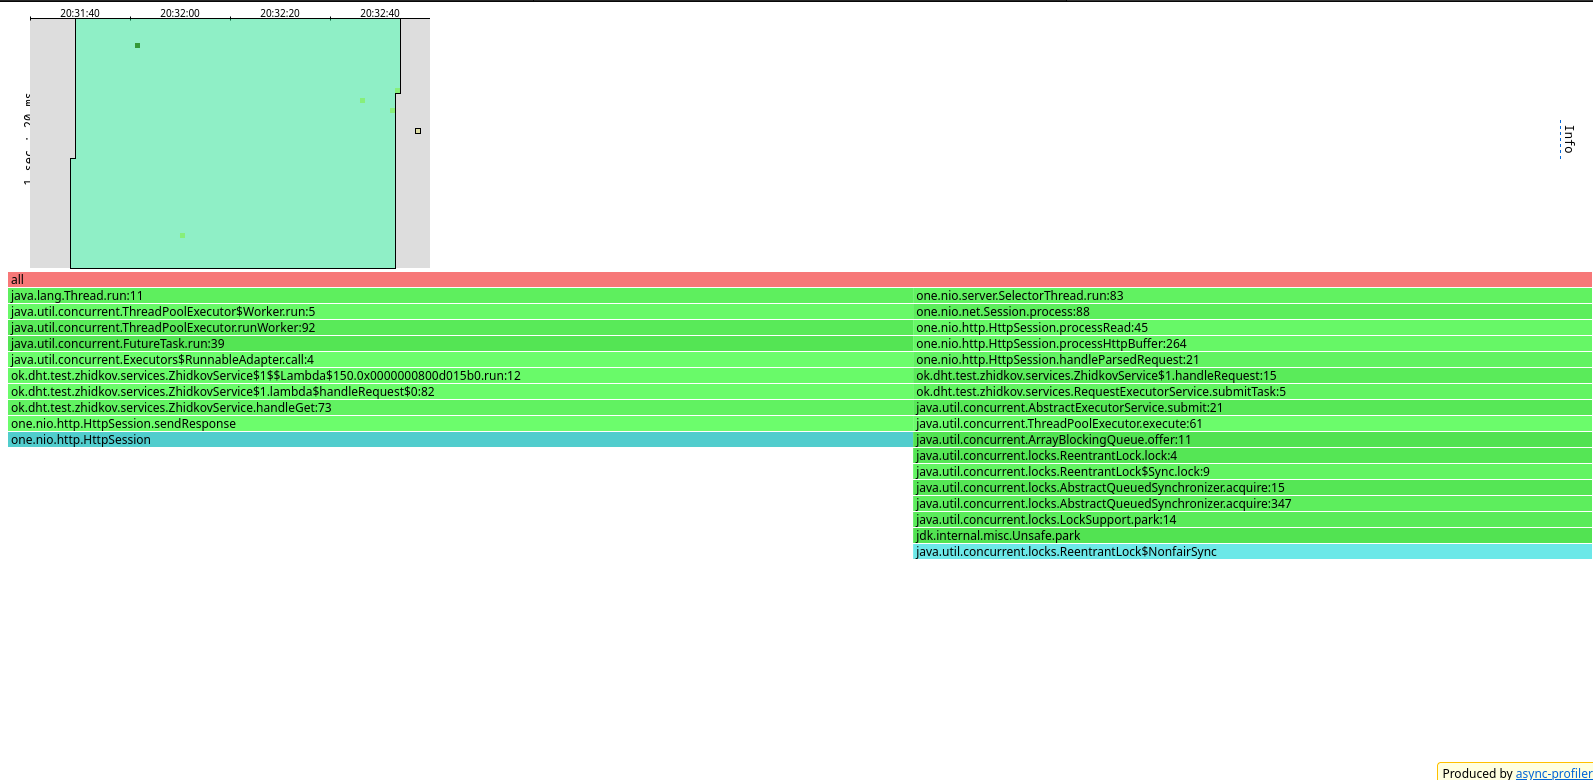 20:31:40 20:32:00 20:32:20 20:32:40
1 sec : 20 ms
Info
all
java.lang.Thread.run:11 one.nio.server.SelectorThread.run:83
java.util.concurrent.ThreadPoolExecutor$Worker.run:5 one.nio.net.Session.process:88
java.util.concurrent.ThreadPoolExecutor.runWorker:92 one.nio.http.HttpSession.processRead:45
java.util.concurrent.FutureTask.run:39 one.nio.http.HttpSession.processHttpBuffer:264
java.util.concurrent.Executors$RunnableAdapter.call:4 one.nio.http.HttpSession.handleParsedRequest:21
ok.dht.test.zhidkov.services.ZhidkovService$1$$Lambda$150.0x0000000800d015b0.run:12 ok.dht.test.zhidkov.services.ZhidkovService$1.handleRequest:15
ok.dht.test.zhidkov.services.ZhidkovService$1.lambda$handleRequest$0:82 ok.dht.test.zhidkov.services.RequestExecutorService.submitTask:5
ok.dht.test.zhidkov.services.ZhidkovService.handleGet:73 java.util.concurrent.AbstractExecutorService.submit:21
one.nio.http.HttpSession.sendResponse java.util.concurrent.ThreadPoolExecutor.execute:61
one.nio.http.HttpSession java.util.concurrent.ArrayBlockingQueue.offer:11
java.util.concurrent.locks.ReentrantLock.lock:4
java.util.concurrent.locks.ReentrantLock$Sync.lock:9
java.util.concurrent.locks.AbstractQueuedSynchronizer.acquire:15
java.util.concurrent.locks.AbstractQueuedSynchronizer.acquire:347
java.util.concurrent.locks.LockSupport.park:14
jdk.internal.misc.Unsafe.park
java.util.concurrent.locks.ReentrantLock$NonfairSync
Produced by async-profiler